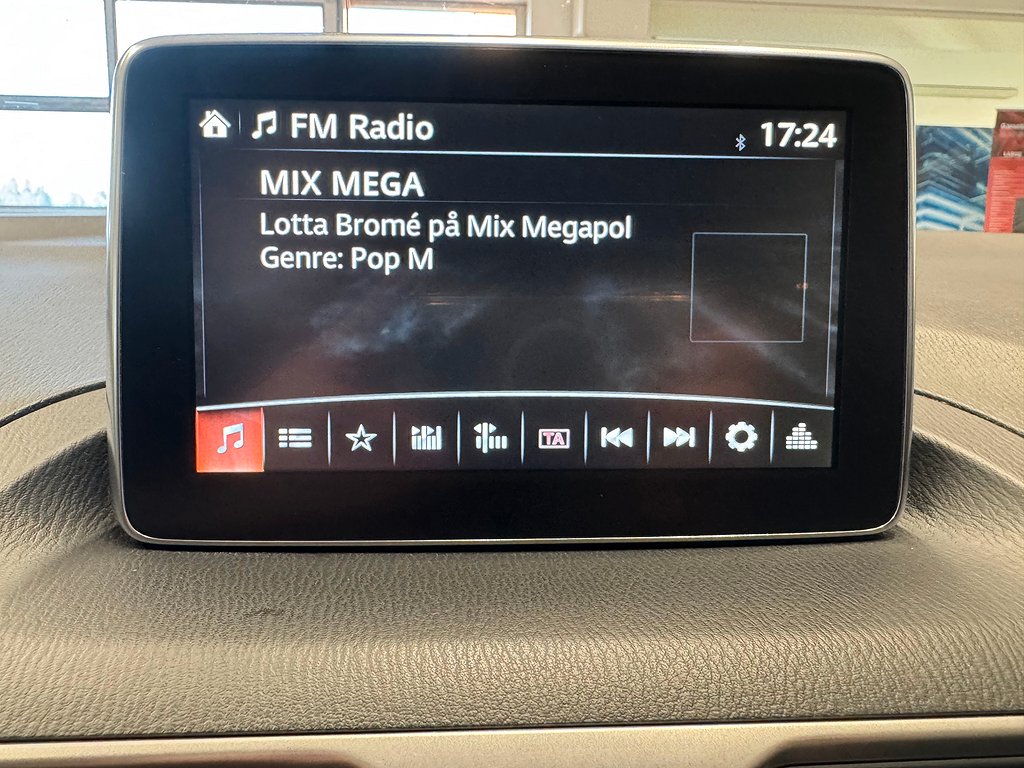 FM Radio
17:24
MIX MEGA
Lotta Bromé på Mix Megapol
Genre: Pop M
TA